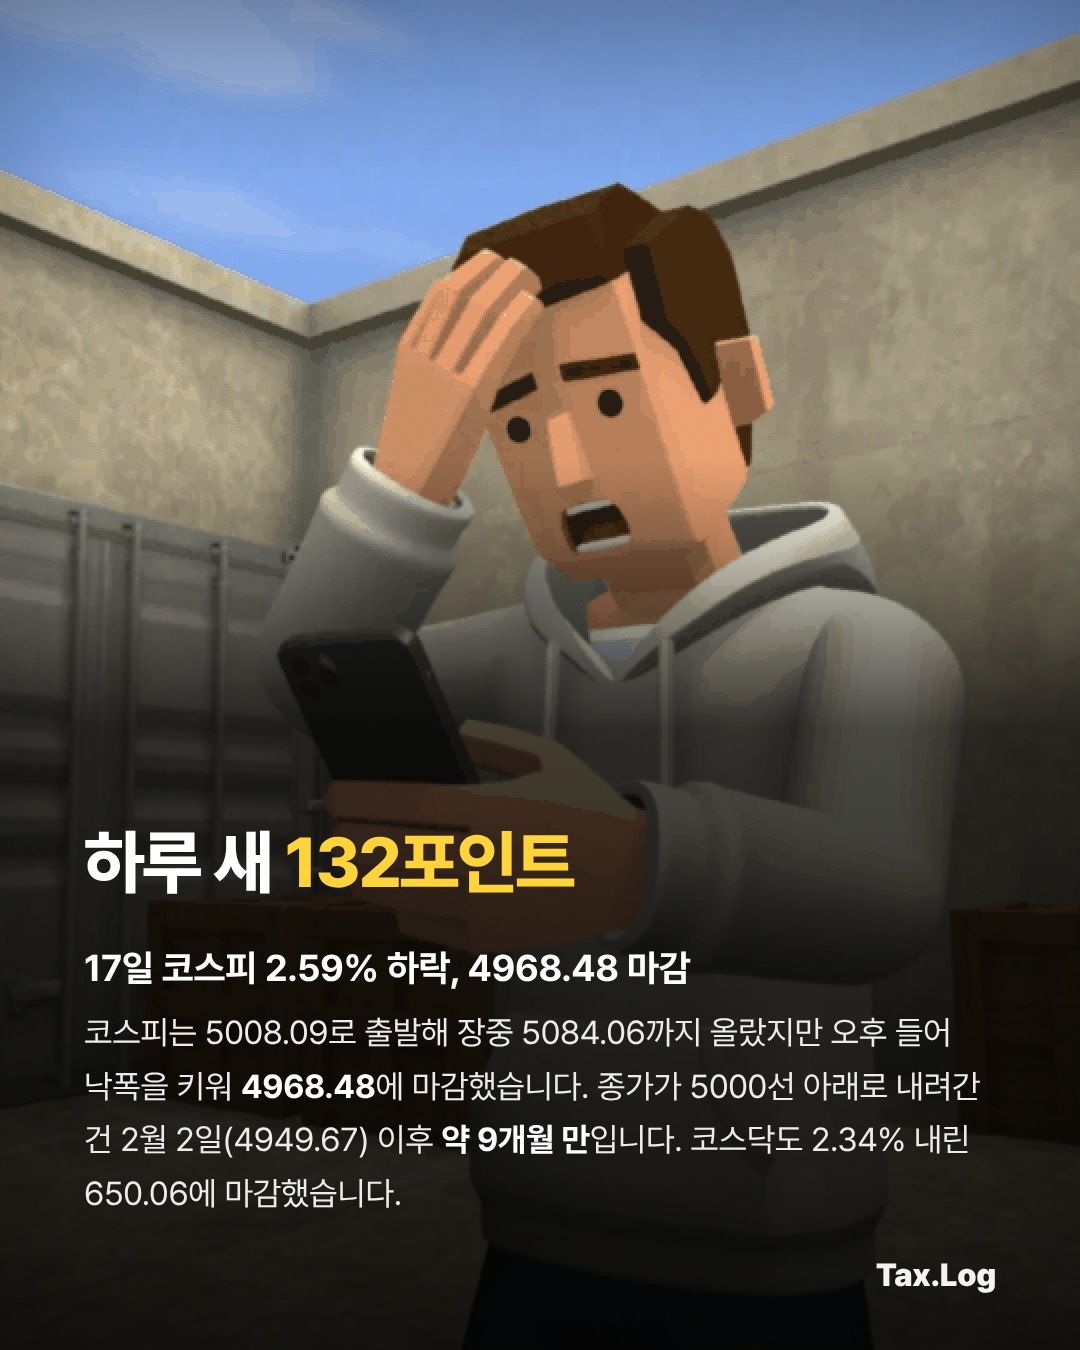 하루 새 132포인트
17일 코스피 2.59% 하락, 4968.48 마감
코스피는 5008.09로 출발해 장중 5084.06까지 올랐지만 오후 들어
낙폭을 키워 4968.48에 마감했습니다. 종가가 5000선 아래로 내려간
건 2월 2일(4949.67) 이후 약 9개월 만입니다. 코스닥도 2.34% 내린
650.06에 마감했습니다.
Tax.Log